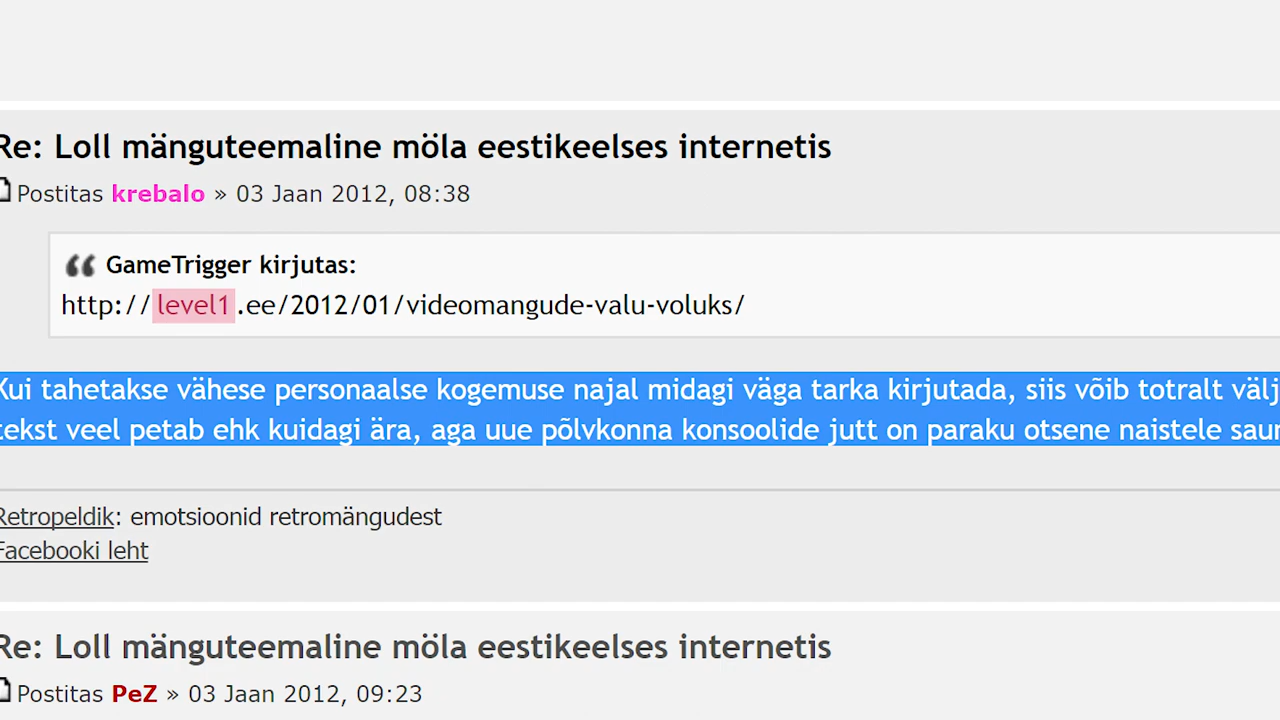 Re: Loll mänguteemaline möla eestikeelses internetis
Postitas krebalo » 03 Jaan 2012, 08:38
“ GameTrigger kirjutas:
http://level1.ee/2012/01/videomangude-valu-voluks/
Kui tahetakse vähese personaalse kogemuse najal midagi väga tarka kirjutada, siis võib totralt
tekst veel petab ehk kuidagi ära, aga uue põlvkonna konsoolide jutt on paraku otsene naistele
Retropeldik: emotsioonid retromängudest
Facebooki leht
Re: Loll mänguteemaline möla eestikeelses internetis
Postitas PeZ » 03 Jaan 2012, 09:23